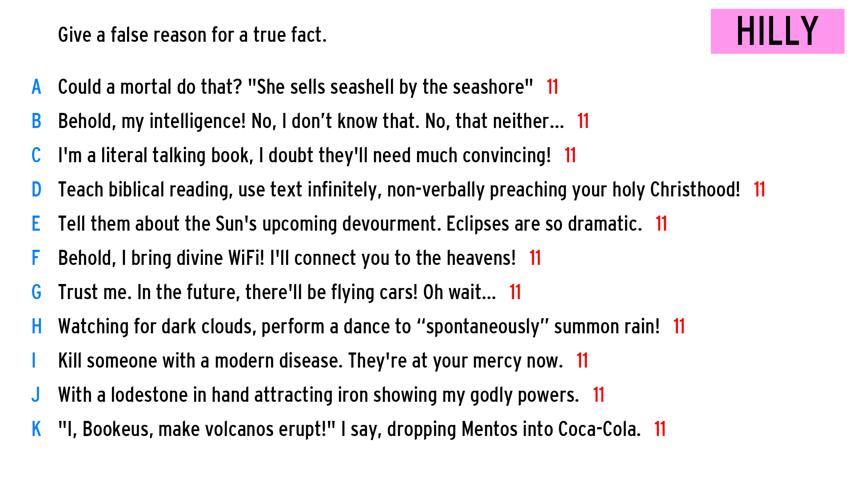 Give a false reason for a true fact.
HILLY
A Could a mortal do that? "She sells seashell by the seashore" 11
B Behold, my intelligence! No, I don’t know that. No, that neither... 11
C I'm a literal talking book, I doubt they'll need much convincing! 11
D Teach biblical reading, use text infinitely, non-verbally preaching your holy Christhood! 11
E Tell them about the Sun's upcoming devourment. Eclipses are so dramatic. 11
F Behold, I bring divine WiFi! I'll connect you to the heavens! 11
G Trust me. In the future, there'll be flying cars! Oh wait... 11
H Watching for dark clouds, perform a dance to “spontaneously” summon rain! 11
I Kill someone with a modern disease. They're at your mercy now. 11
J With a lodestone in hand attracting iron showing my godly powers. 11
K "I, Bookeus, make volcanos erupt!" I say, dropping Mentos into Coca-Cola. 11